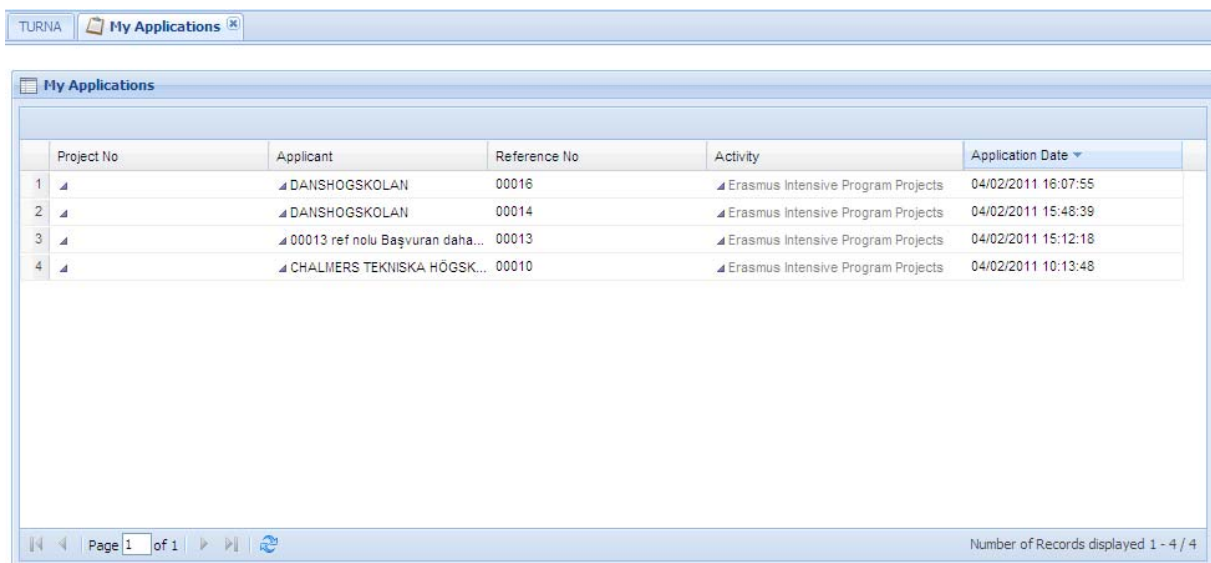 TURNA My Applications
My Applications
Project No Applicant Reference No Activity Application Date
1 DANSHOGSKOLAN 00016 Erasmus Intensive Program Projects 04/02/2011 16:07:55
2 DANSHOGSKOLAN 00014 Erasmus Intensive Program Projects 04/02/2011 15:48:39
3 00013 ref nolu Başvuran daha... 00013 Erasmus Intensive Program Projects 04/02/2011 15:12:18
4 CHALMERS TEKNISKA HÖGSK... 00010 Erasmus Intensive Program Projects 04/02/2011 10:13:48
Page 1 of 1 Number of Records displayed 1 - 4 / 4